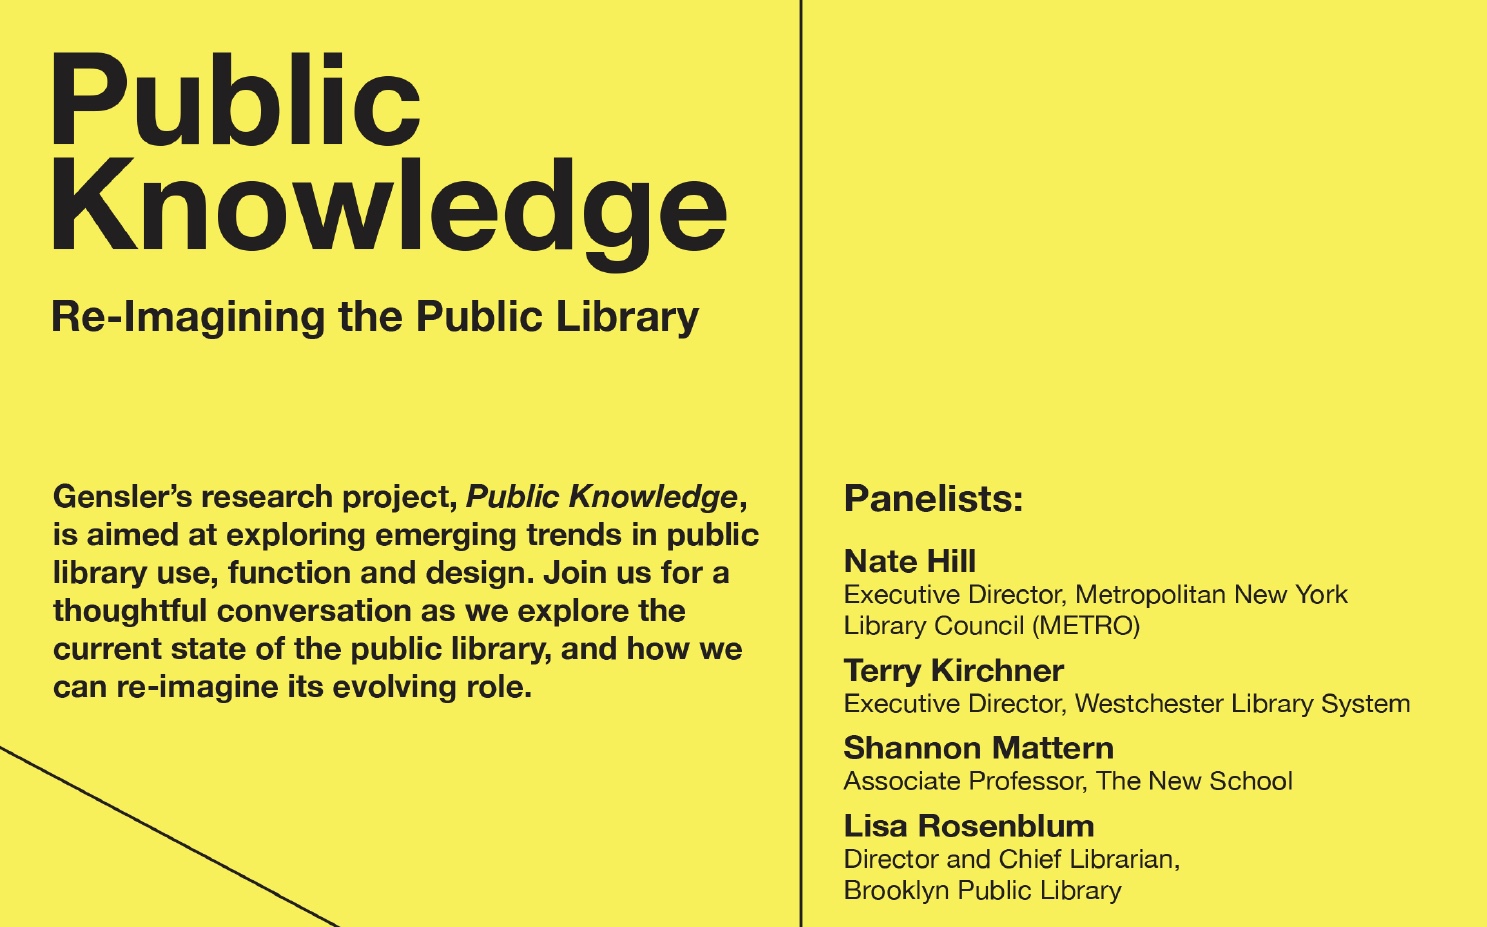 Public
Knowledge
Re-Imagining the Public Library
Gensler’s research project, Public Knowledge,
is aimed at exploring emerging trends in public
library use, function and design. Join us for a
thoughtful conversation as we explore the
current state of the public library, and how we
can re-imagine its evolving role.
Panelists:
Nate Hill
Executive Director, Metropolitan New York
Library Council (METRO)
Terry Kirchner
Executive Director, Westchester Library System
Shannon Mattern
Associate Professor, The New School
Lisa Rosenblum
Director and Chief Librarian,
Brooklyn Public Library